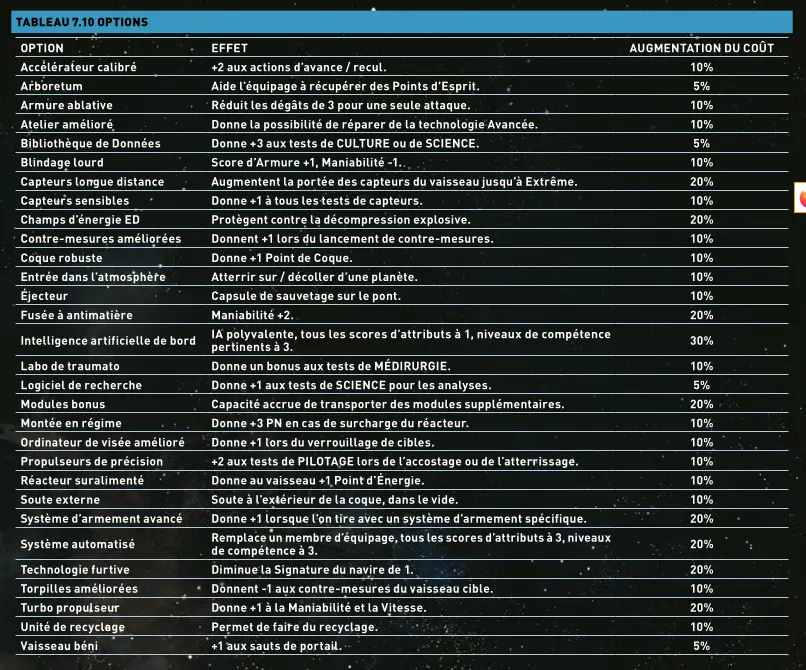 TABLEAU 7.10 OPTIONS
OPTION EFFET AUGMENTATION DU COÛT
Accélérateur calibré +2 aux actions d'avance / recul. 10%
Arboretum Aide l'équipage à récupérer des Points d'Esprit. 5%
Armure ablative Réduit les dégâts de 3 pour une seule attaque. 10%
Atelier amélioré Donne la possibilité de réparer de la technologie Avancée. 10%
Bibliothèque de Données Donne +3 aux tests de CULTURE ou de SCIENCE. 5%
Blindage lourd Score d'Armure +1, Maniabilité -1. 10%
Capteurs longue distance Augmentent la portée des capteurs du vaisseau jusqu'à Extrême. 20%
Capteurs sensibles Donne +1 à tous les tests de capteurs. 10%
Champs d'énergie ED Protègent contre la décompression explosive. 20%
Contre-mesures améliorées Donnent +1 lors du lancement de contre-mesures. 10%
Coque robuste Donne +1 Point de Coque. 10%
Entrée dans l'atmosphère Atterrir sur / décoller d'une planète. 10%
Éjecteur Capsule de sauvetage sur le pont. 10%
Fusée à antimatière Maniabilité +2. 20%
Intelligence artificielle de bord IA polyvalente, tous les scores d'attributs à 1, niveaux de compétence
pertinents à 3. 30%
Labo de traumato Donne un bonus aux tests de MÉDIRURGIE. 10%
Logiciel de recherche Donne +1 aux tests de SCIENCE pour les analyses. 5%
Modules bonus Capacité accrue de transporter des modules supplémentaires. 20%
Montée en régime Donne +3 PN en cas de surcharge du réacteur. 10%
Ordinateur de visée amélioré Donne +1 lors du verrouillage de cibles. 10%
Propulseurs de précision +2 aux tests de PILOTAGE lors de l'accostage ou de l'atterrissage. 10%
Réacteur suralimenté Donne au vaisseau +1 Point d'Énergie. 10%
Soute externe Soute à l'extérieur de la coque, dans le vide. 10%
Système d'armement avancé Donne +1 lorsque l'on tire avec un système d'armement spécifique. 20%
Système automatisé Remplace un membre d'équipage, tous les scores d'attributs à 3, niveaux
de compétence à 3. 20%
Technologie furtive Diminue la Signature du navire de 1. 20%
Torpilles améliorées Donnent -1 aux contre-mesures du vaisseau cible. 10%
Turbo propulseur Donne +1 à la Maniabilité et la Vitesse. 20%
Unité de recyclage Permet de faire du recyclage. 10%
Vaisseau béni +1 aux sauts de portail. 5%